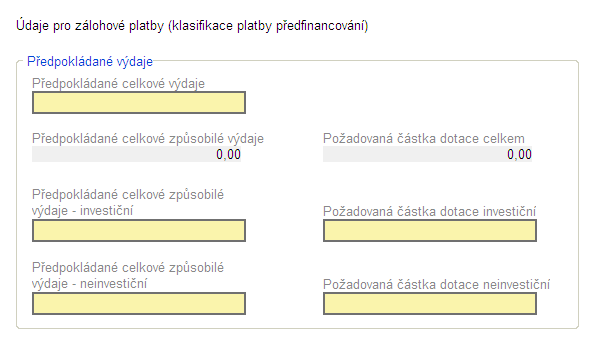 Údaje pro zálohové platby (klasifikace platby předfinancování)
Předpokládané výdaje
Předpokládané celkové výdaje
Předpokládané celkové způsobilé výdaje
Požadovaná částka dotace celkem
0,00
0,00
Předpokládané celkové způsobilé
výdaje - investiční
Požadovaná částka dotace investiční
Předpokládané celkové způsobilé
výdaje - neinvestiční
Požadovaná částka dotace neinvestiční